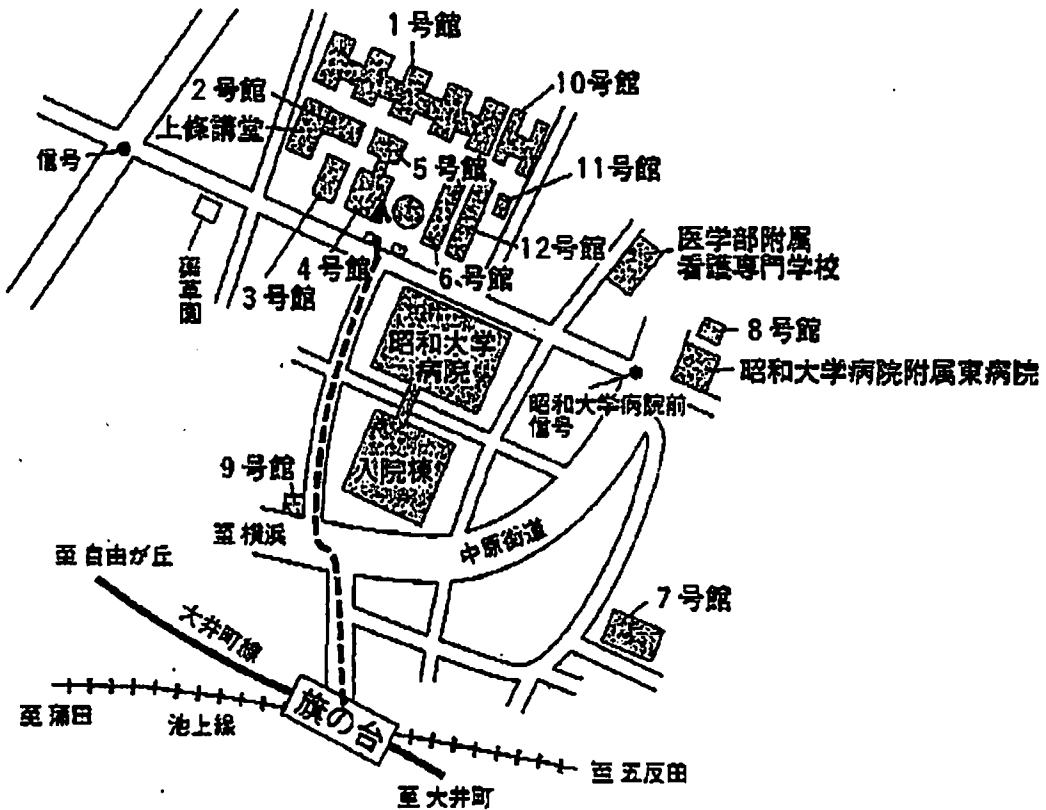 1号館
10号館
2号館
上條講堂
信号
5号館
11号館
12号館
医学部附属
看護専門学校
4号館
6号館
3号館
薬草園
8号館
昭和大学
病院
昭和大学病院附属東病院
昭和大学病院前
信号
入院棟
9号館
至横浜
中原街道
至自由が丘
7号館
大井町線
旗の台
至蒲田
池上線
至五反田
至大井町